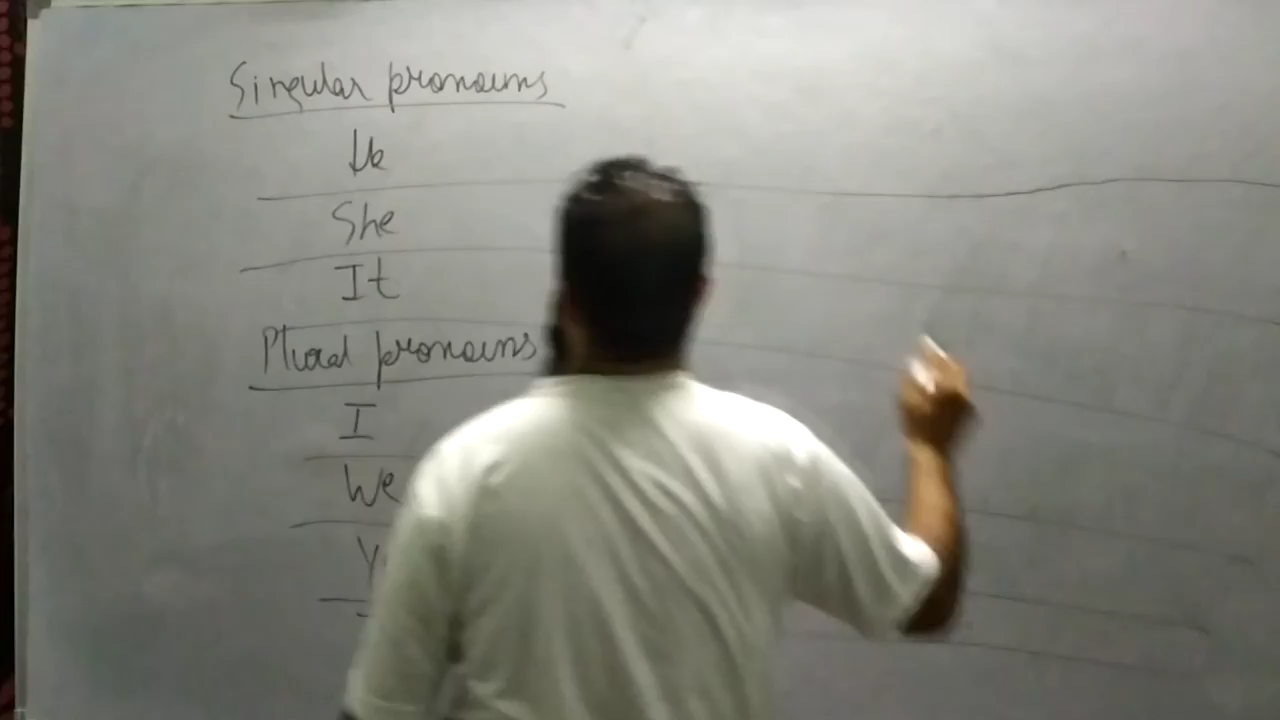 Singular pronouns
He
She
It
Plural pronouns
I
We